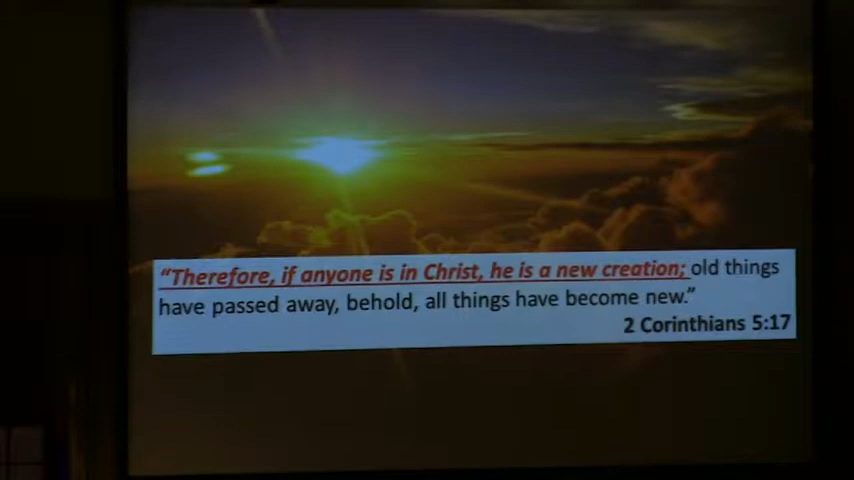 “Therefore, if anyone is in Christ, he is a new creation; old things
have passed away, behold, all things have become new.”
2 Corinthians 5:17